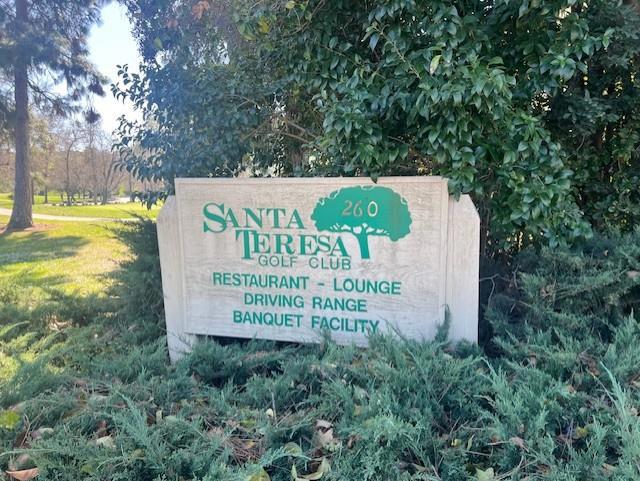 SANTA
260
TERESA
GOLF CLUB
RESTAURANT - LOUNGE
DRIVING RANGE
BANQUET FACILITY